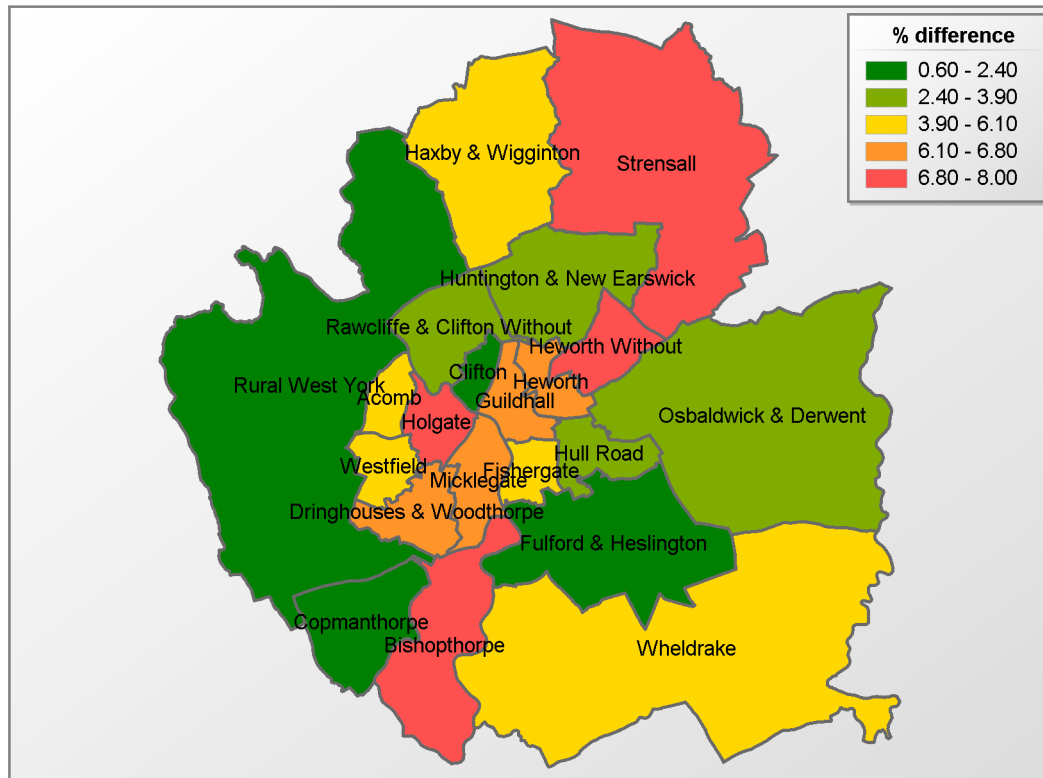 % difference
0.60 - 2.40
2.40 - 3.90
3.90 - 6.10
6.10 - 6.80
6.80 - 8.00
Haxby & Wigginton
Strensall
Huntington & New Earswick
Rawcliffe & Clifton Without
Heworth Without
Clifton
Heworth
Rural West York
Acomb
Guildhall
Holgate
Osbaldwick & Derwent
Hull Road
Westfield
Fishergate
Micklegate
Dringhouses & Woodthorpe
Fulford & Heslington
Copmanthorpe
Bishopthorpe
Wheldrake